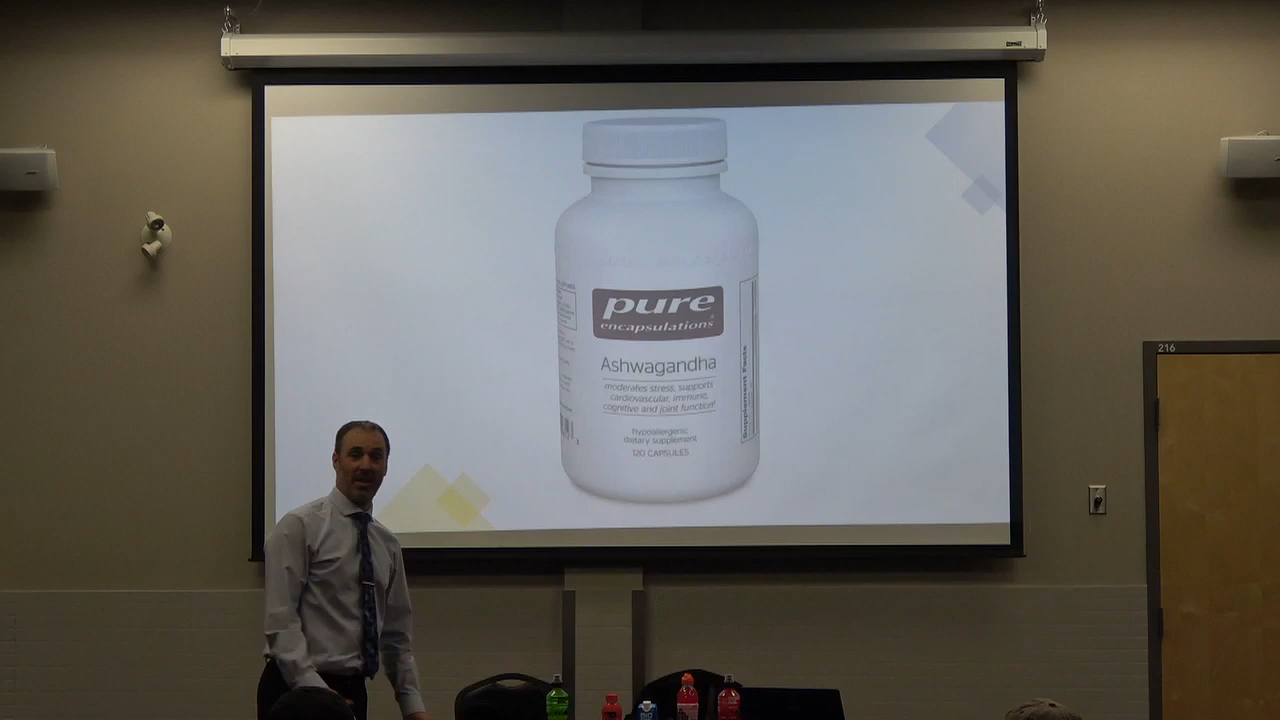 216
pure
encapsulations
Ashwagandha
moderates stress, supports
cardiovascular, immune,
cognitive and joint function
hypoallergenic
dietary supplement
120 CAPSULES
Supplement Facts